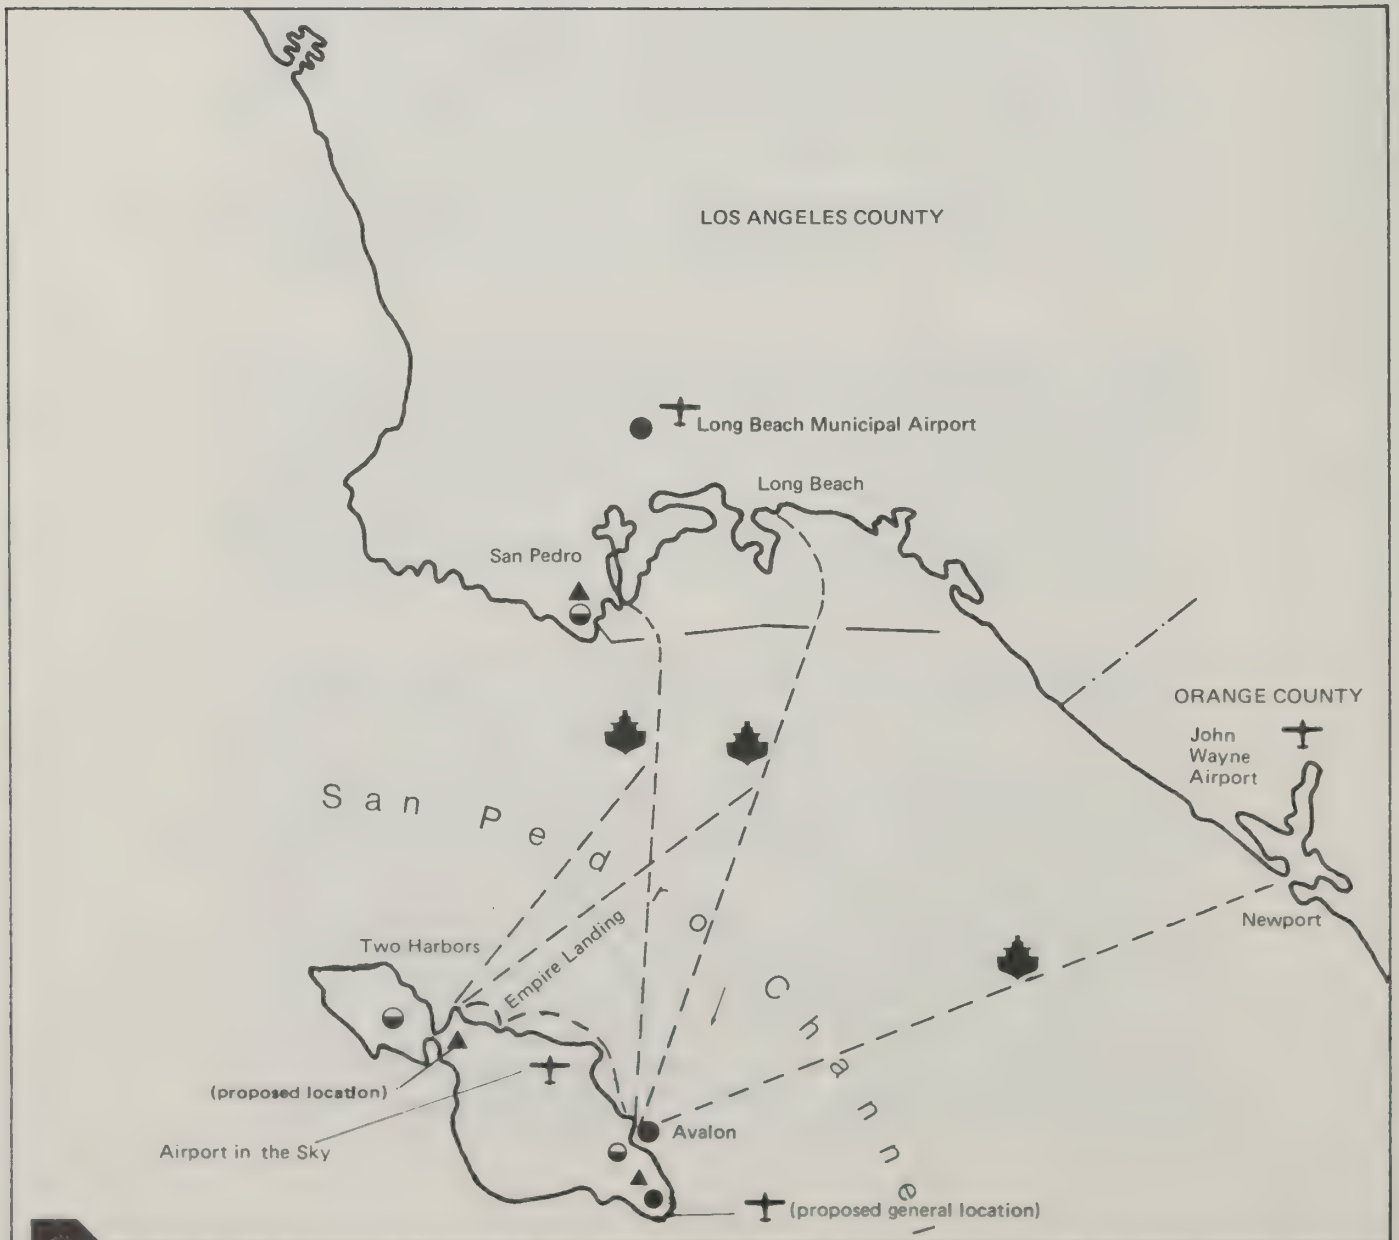 LOS ANGELES COUNTY
Long Beach Municipal Airport
Long Beach
San Pedro
ORANGE COUNTY
John
Wayne
Airport
San Pedro Channel
Newport
Two Harbors
Empire Landing
(proposed location)
Airport in the Sky
Avalon
(proposed general location)